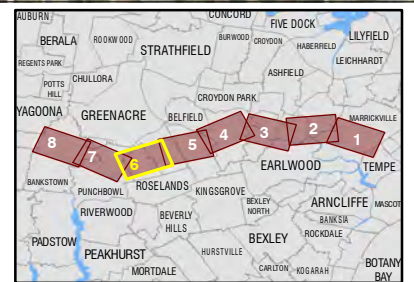 AUBURN
CONCORD
FIVE DOCK
BERALA
ROOKWOOD
STRATHFIELD
BURWOOD
CROYDON
HABERFIELD
LILYFIELD
REGENTS PARK
LEICHHARDT
CHULLORA
ASHFIELD
POTTS
HILL
CROYDON PARK
YAGOONA
GREENACRE
BELFIELD
MARRICKVILLE
8
7
6
5
4
3
2
1
BANKSTOWN
PUNCHBOWL
ROSELANDS
KINGSGROVE
EARLWOOD
TEMPE
RIVERWOOD
BEVERLY
HILLS
BEXLEY
NORTH
ARNCLIFFE
MASCOT
BANKSIA
ROCKDALE
PADSTOW
PEAKHURST
HURSTVILLE
BEXLEY
BOTANY
BAY
MORTDALE
CARLTON
KOGARAH